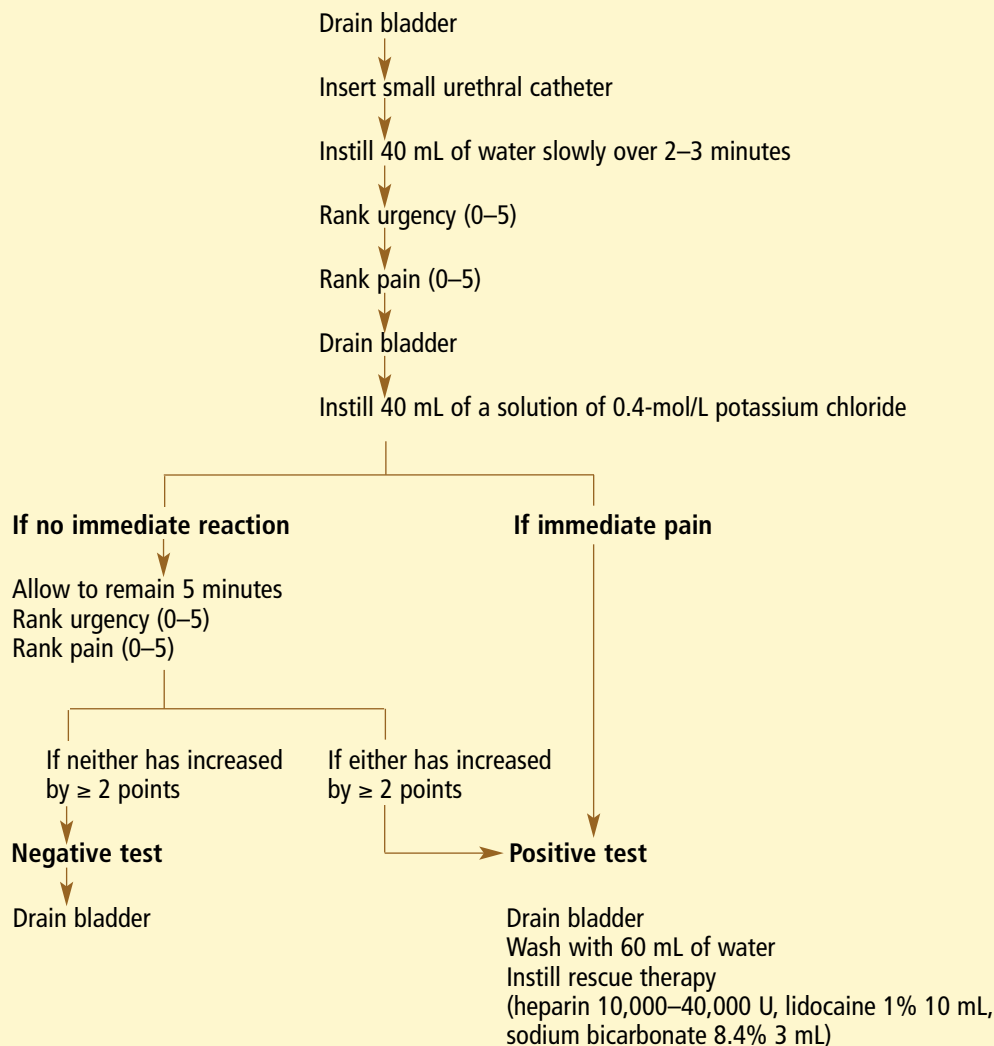 Drain bladder
Insert small urethral catheter
Instill 40 mL of water slowly over 2–3 minutes
Rank urgency (0–5)
Rank pain (0–5)
Drain bladder
Instill 40 mL of a solution of 0.4-mol/L potassium chloride
If no immediate reaction
If immediate pain
Allow to remain 5 minutes
Rank urgency (0–5)
Rank pain (0–5)
If neither has increased
by ≥ 2 points
If either has increased
by ≥ 2 points
Negative test
Positive test
Drain bladder
Drain bladder
Wash with 60 mL of water
Instill rescue therapy
(heparin 10,000–40,000 U, lidocaine 1% 10 mL,
sodium bicarbonate 8.4% 3 mL)